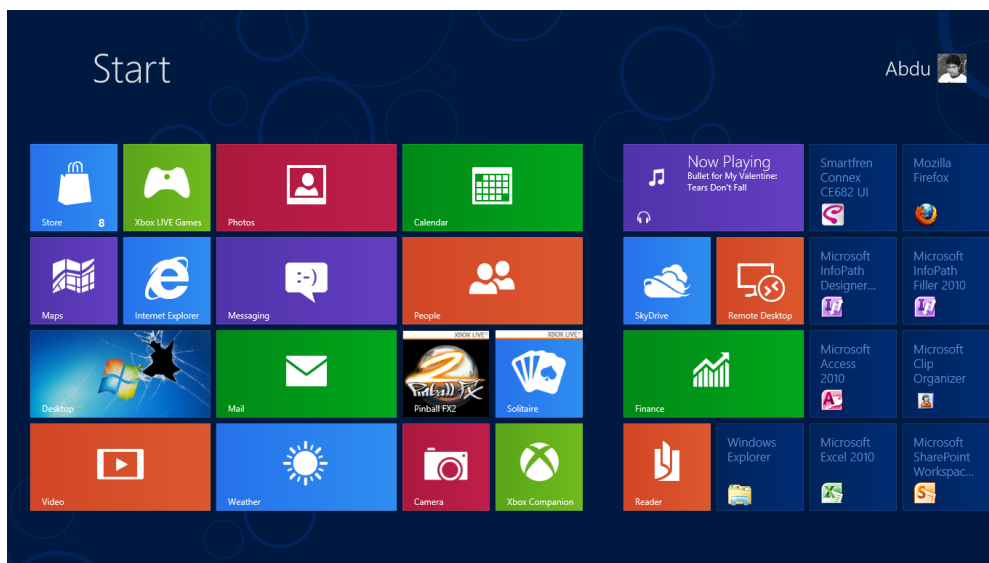 Start
Abdu
Store
8
Xbox LIVE Games
Photos
Calendar
Now Playing
Bullet for My Valentine:
Tears Don't Fall
Smartfren
Connex
CE682 UI
Mozilla
Firefox
Maps
Internet Explorer
:-)
Messaging
People
SkyDrive
Remote Desktop
Microsoft
InfoPath
Designer...
Microsoft
InfoPath
Filler 2010
Desktop
Mail
XBOX LIVE
2
Pinball FX
Pinball FX2
XBOX LIVE
Solitaire
Finance
Microsoft
Access
2010
Microsoft
Clip
Organizer
Video
Weather
Camera
Xbox Companion
Reader
Windows
Explorer
Microsoft
Excel 2010
Microsoft
SharePoint
Workspac...